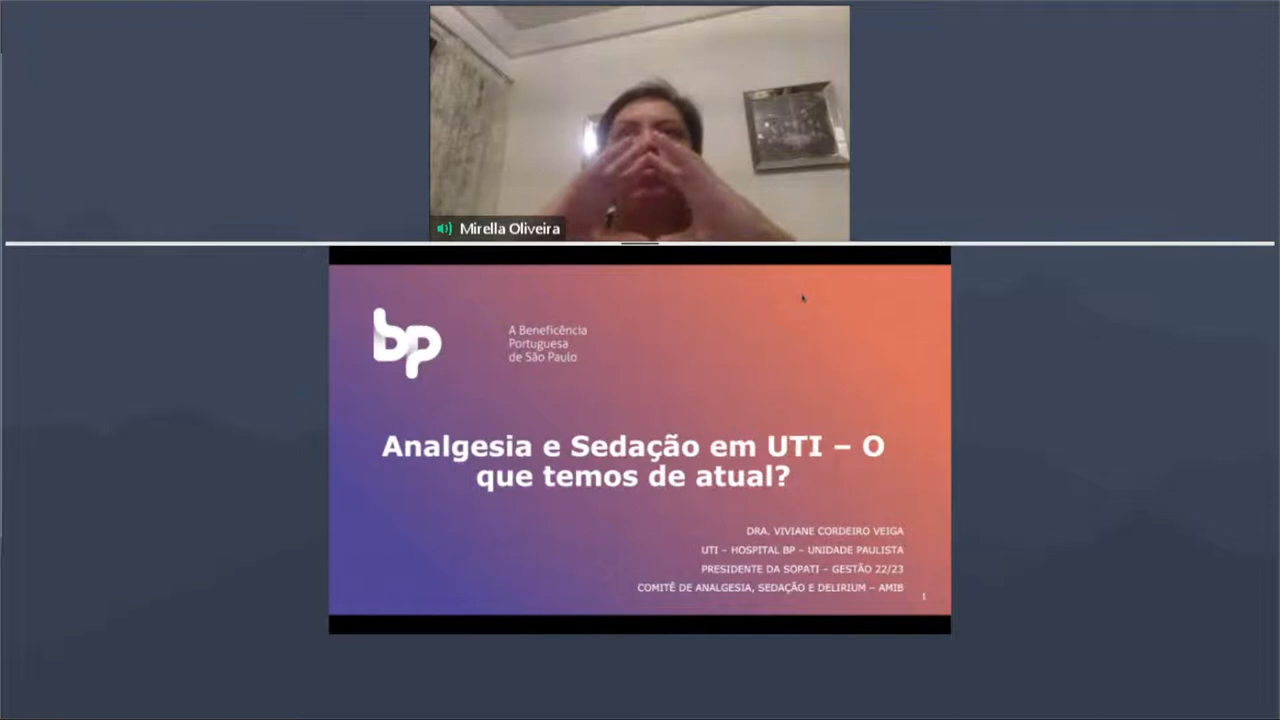 Mirella Oliveira
bp
A Beneficência
Portuguesa
de São Paulo
Analgesia e Sedação em UTI – O
que temos de atual?
DRA. VIVIANE CORDEIRO VEIGA
UTI – HOSPITAL BP – UNIDADE PAULISTA
PRESIDENTE DA SOPATI – GESTÃO 22/23
COMITÊ DE ANALGESIA, SEDAÇÃO E DELIRIUM – AMIB
1